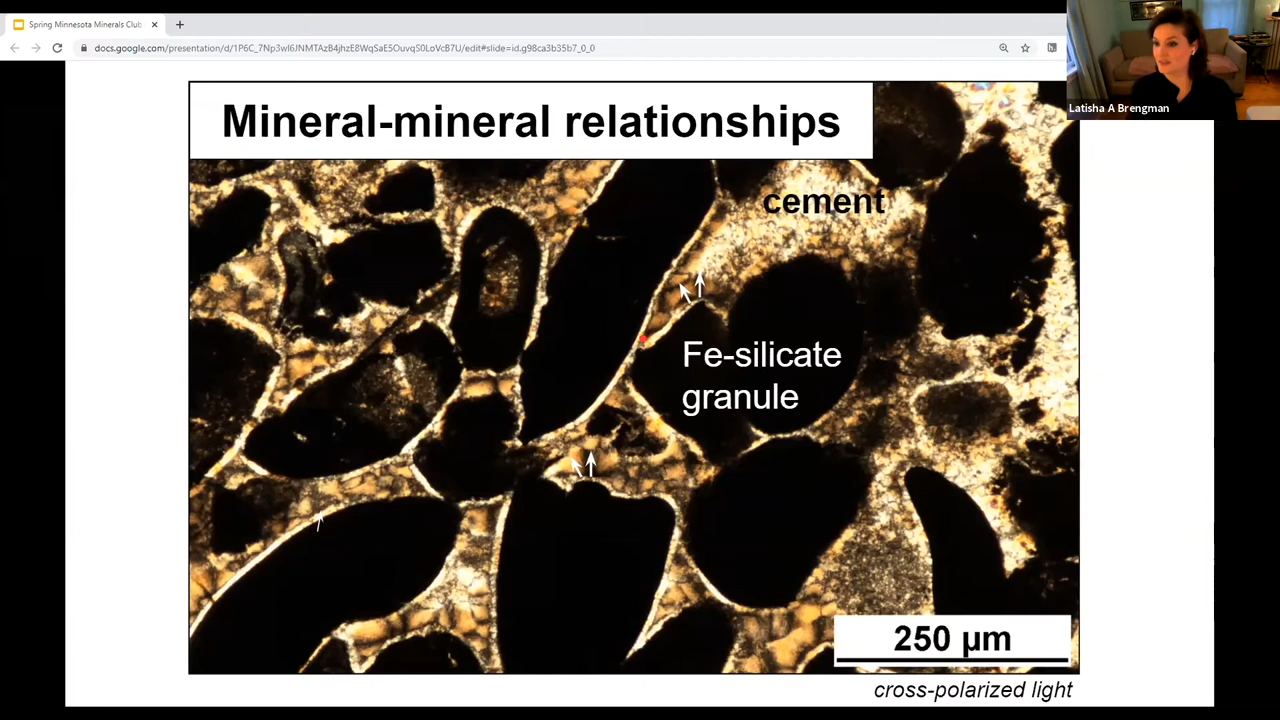 Spring Minnesota Minerals Club
docs.google.com/presentation/d/1P6C_7Np3wI6JNMTAzB4jhzE8WqSaE5OuvqS0LoVcB7U/edit#slide=id.g98ca3b35b7_0_0
Latisha A Brengman
Mineral-mineral relationships
cement
Fe-silicate
granule
250 µm
cross-polarized light